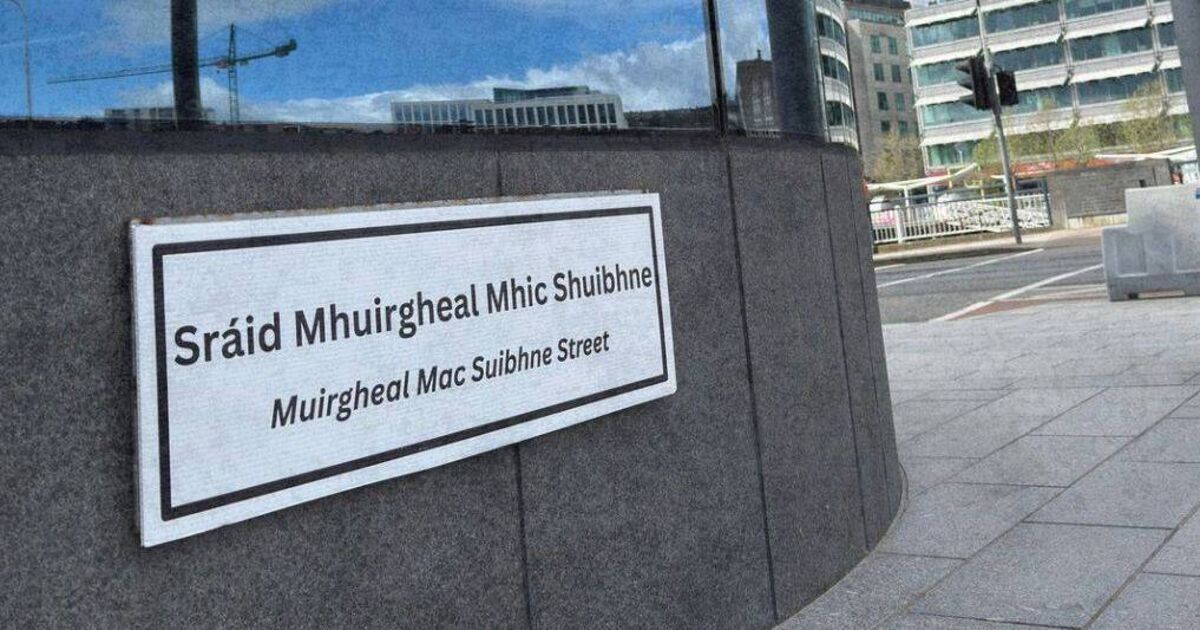 Sráid Mhuirgheal Mhic Shuibhne
Muirgheal Mac Suibhne Street